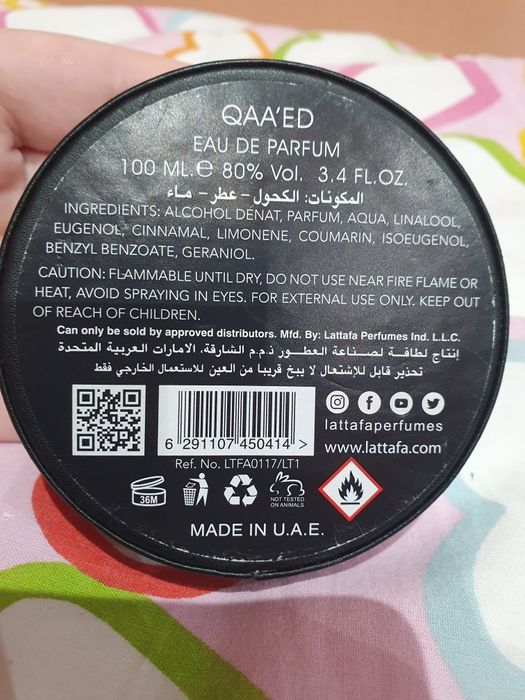 QAA'ED
EAU DE PARFUM
100 ML.e 80% Vol. 3.4 FL.OZ.
المكونات: الكحول - عطر - ماء
INGREDIENTS: ALCOHOL DENAT, PARFUM, AQUA, LINALOOL,
EUGENOL, CINNAMAL, LIMONENE, COUMARIN, ISOEUGENOL,
BENZYL BENZOATE, GERANIOL.
CAUTION: FLAMMABLE UNTIL DRY, DO NOT USE NEAR FIRE FLAME OR
HEAT, AVOID SPRAYING IN EYES. FOR EXTERNAL USE ONLY. KEEP OUT
OF REACH OF CHILDREN.
Can only be sold by approved distributors. Mfd. By: Lattafa Perfumes Ind. L.L.C.
إنتاج لطافة لصناعة العطور ذ.م.م الشارقة، الامارات العربية المتحدة
تحذير قابل للإشتعال لا يبخ قريبا من العين للاستعمال الخارجي فقط
6 291107 450414 >
lattafaperfumes
www.lattafa.com
Ref. No. LTFA0117/LT1
36M
NOT TESTED
ON ANIMALS
MADE IN U.A.E.